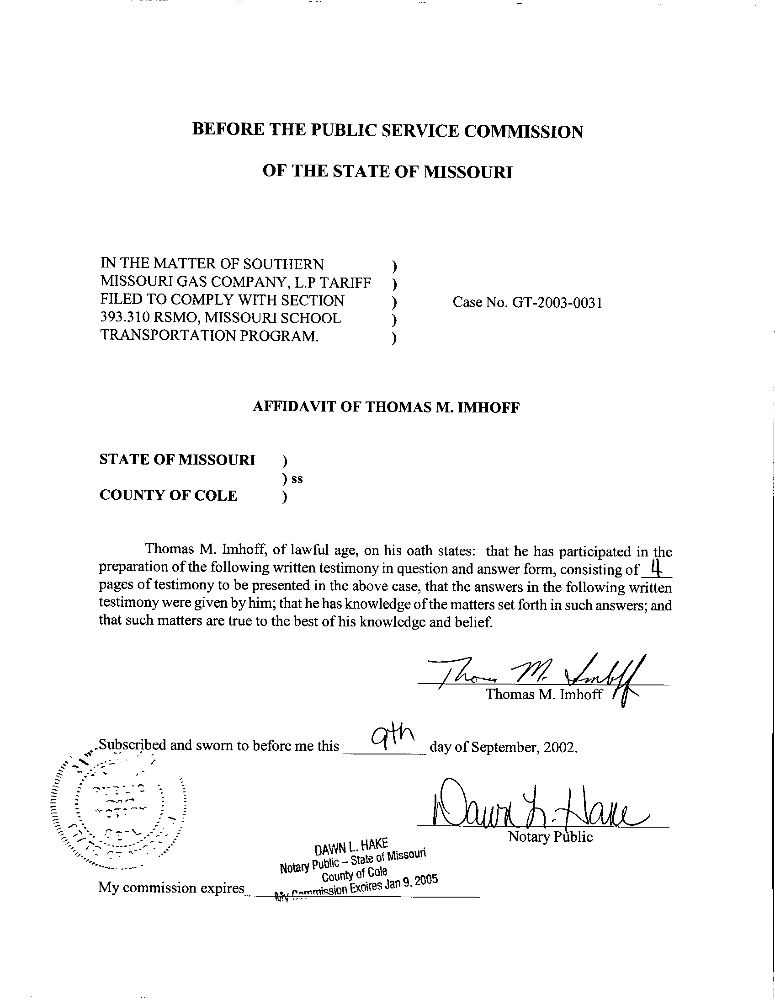 BEFORE THE PUBLIC SERVICE COMMISSION
OF THE STATE OF MISSOURI
IN THE MATTER OF SOUTHERN )
MISSOURI GAS COMPANY, L.P TARIFF )
FILED TO COMPLY WITH SECTION ) Case No. GT-2003-0031
393.310 RSMO, MISSOURI SCHOOL )
TRANSPORTATION PROGRAM. )
AFFIDAVIT OF THOMAS M. IMHOFF
STATE OF MISSOURI )
) ss
COUNTY OF COLE )
Thomas M. Imhoff, of lawful age, on his oath states: that he has participated in the
preparation of the following written testimony in question and answer form, consisting of 4
pages of testimony to be presented in the above case, that the answers in the following written
testimony were given by him; that he has knowledge of the matters set forth in such answers; and
that such matters are true to the best of his knowledge and belief.
Thomas M. Imhoff
Thomas M. Imhoff
Subscribed and sworn to before me this 9th day of September, 2002.
Dawn L. Hake
Notary Public
DAWN L. HAKE
Notary Public – State of Missouri
County of Cole
My Commission Expires Jan 9, 2005
My commission expires